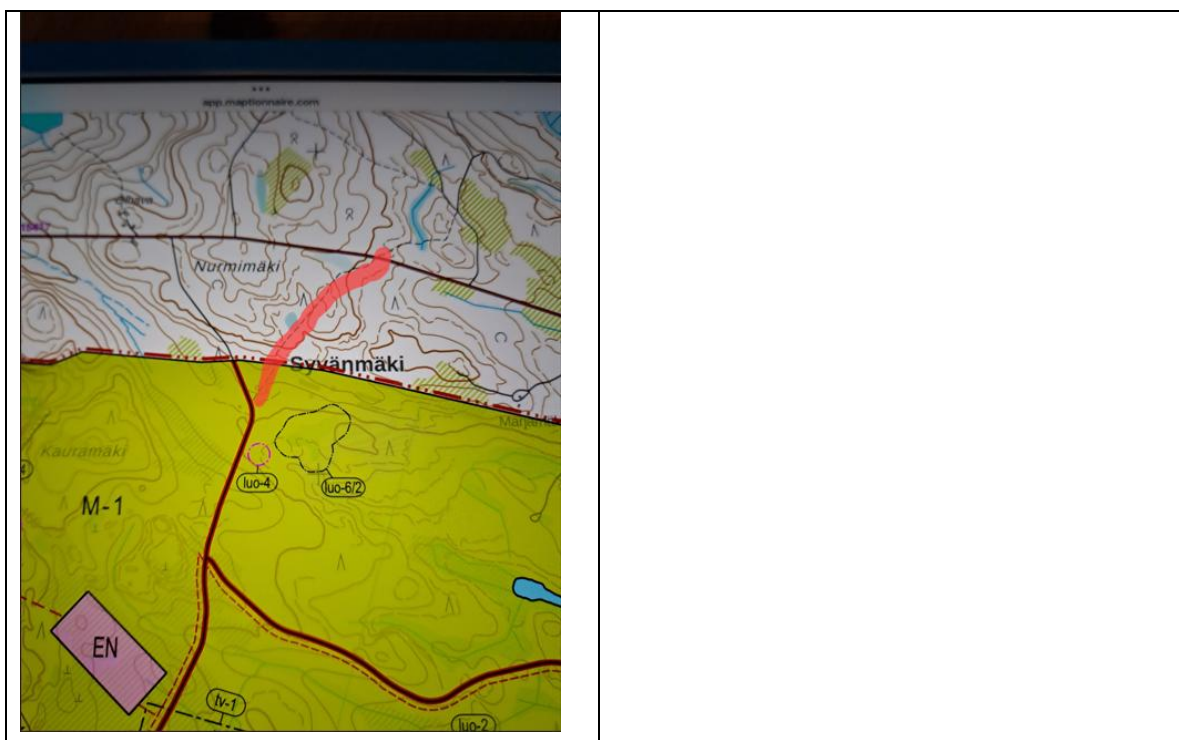 app.maptionnaire.com
Nurmimäki
Syvänmäki
Kauramäki
luo-4
luo-6/2
M-1
EN
tv-1
luo-2